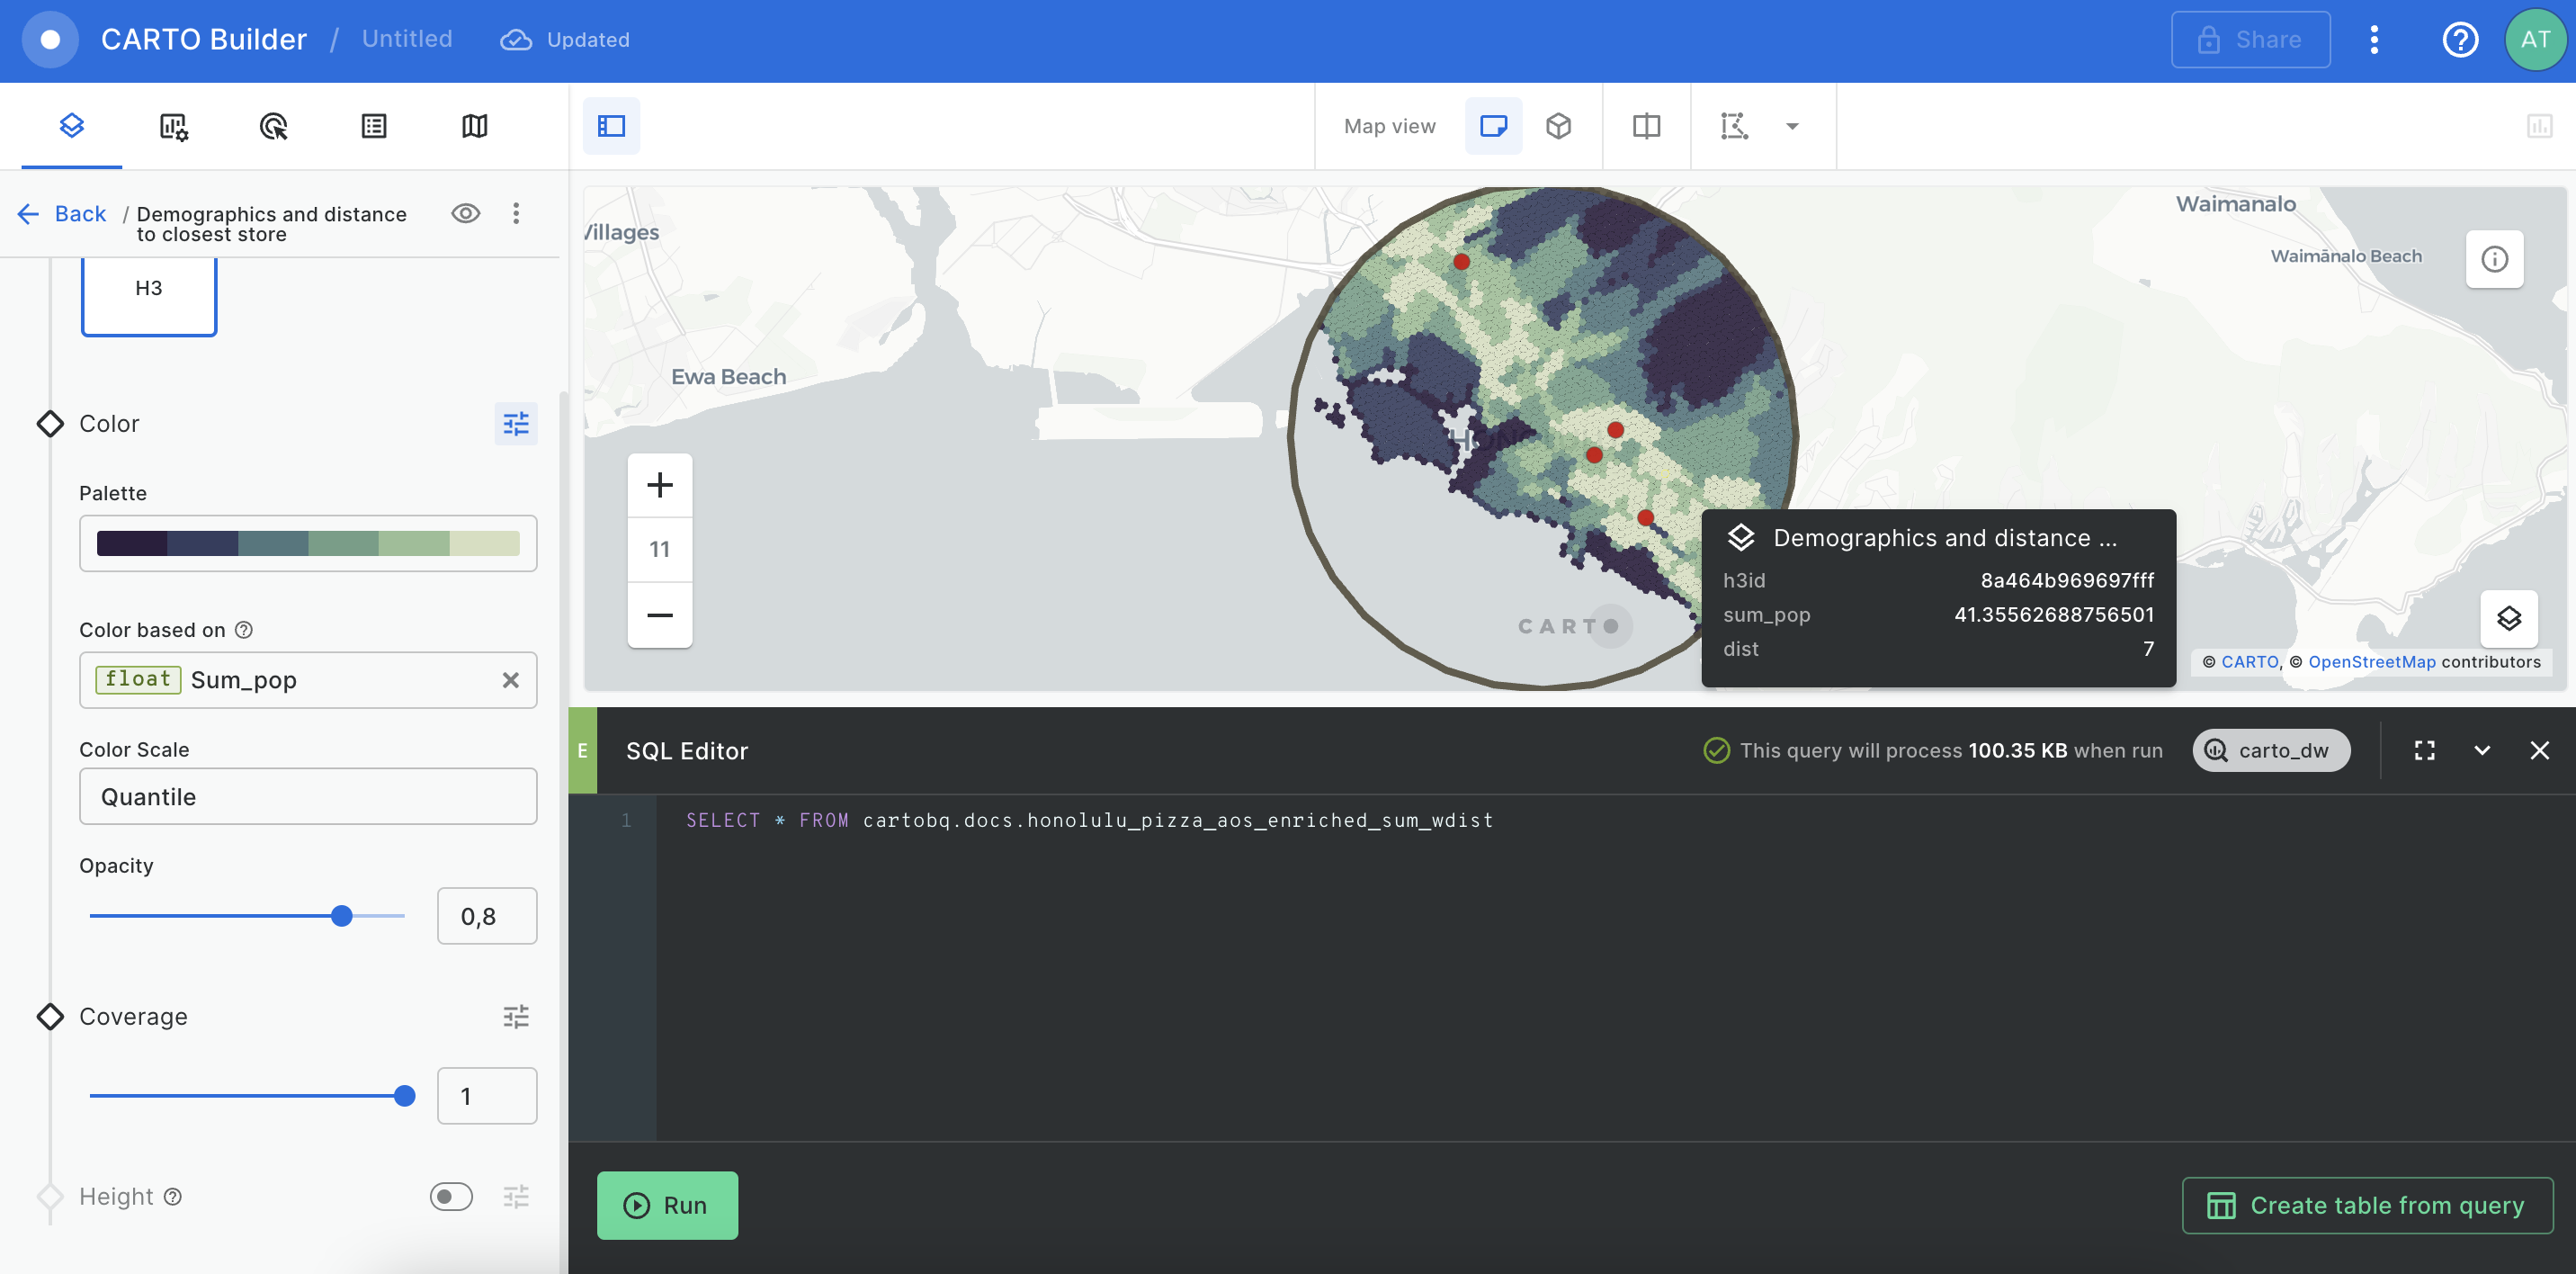 CARTO Builder / Untitled Updated
Share
AT
Map view
Back / Demographics and distance
to closest store
H3
Color
Palette
Color based on
float Sum_pop
Color Scale
Quantile
Opacity
0,8
Coverage
1
Height
Villages
Ewa Beach
Waimanalo
Waimānalo Beach
+
11
−
CARTO
Demographics and distance ...
h3id 8a464b969697fff
sum_pop 41.35562688756501
dist 7
© CARTO, © OpenStreetMap contributors
E
SQL Editor
This query will process 100.35 KB when run
carto_dw
1 SELECT * FROM cartobq.docs.honolulu_pizza_aos_enriched_sum_wdist
Run
Create table from query